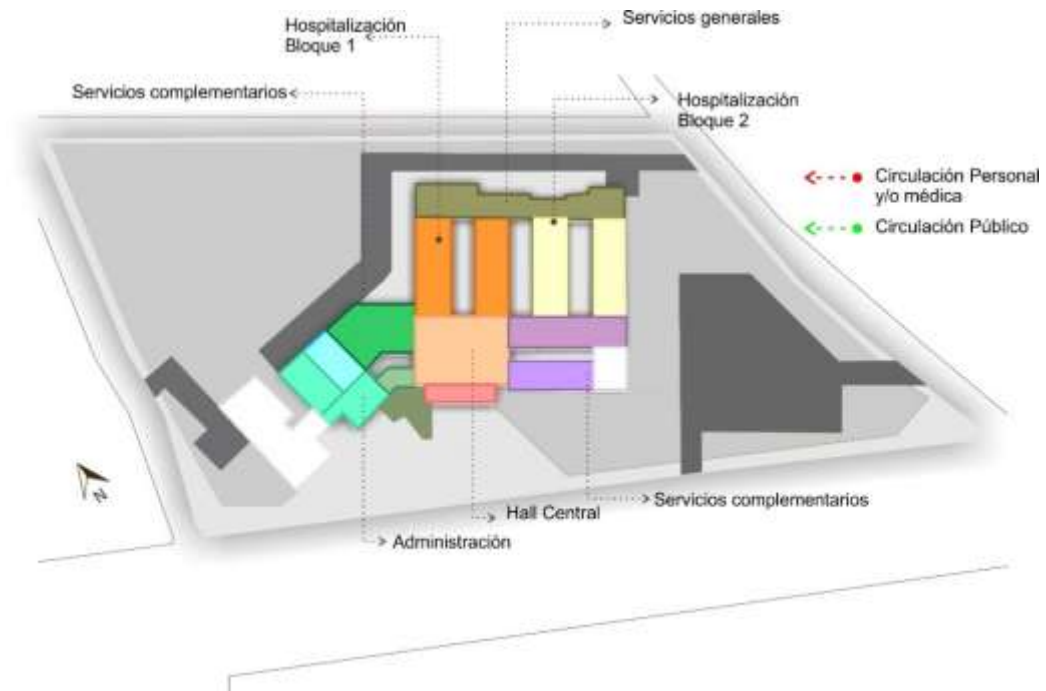 Servicios generales
Hospitalización
Bloque 1
Servicios complementarios
Hospitalización
Bloque 2
Circulación Personal
y/o médica
Circulación Público
N
Servicios complementarios
Hall Central
Administración